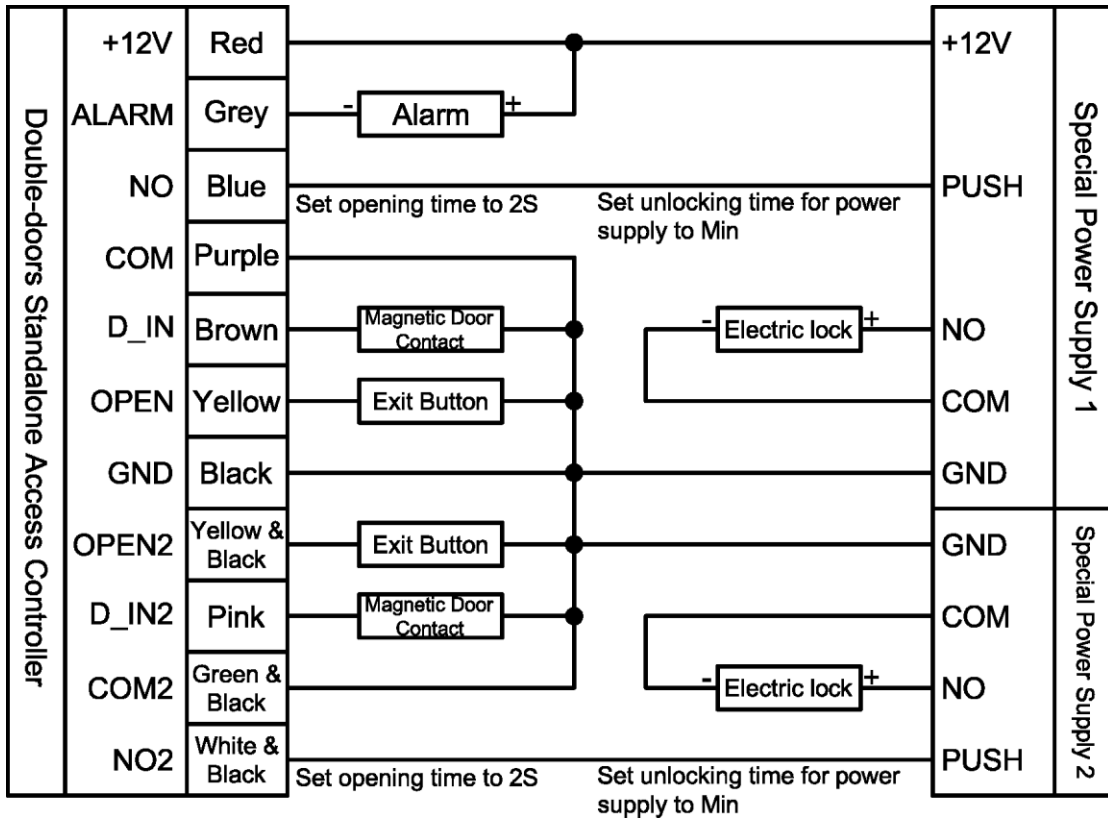 Double-doors Standalone Access Controller
+12V Red +12V
ALARM Grey - Alarm +
NO Blue PUSH
Set opening time to 2S Set unlocking time for power
supply to Min
COM Purple
D_IN Brown Magnetic Door
Contact
- Electric lock + NO
OPEN Yellow Exit Button COM
GND Black GND
Special Power Supply 1
OPEN2 Yellow &
Black
Exit Button GND
D_IN2 Pink Magnetic Door
Contact
COM
COM2 Green &
Black
- Electric lock + NO
NO2 White &
Black
PUSH
Set opening time to 2S Set unlocking time for power
supply to Min
Special Power Supply 2